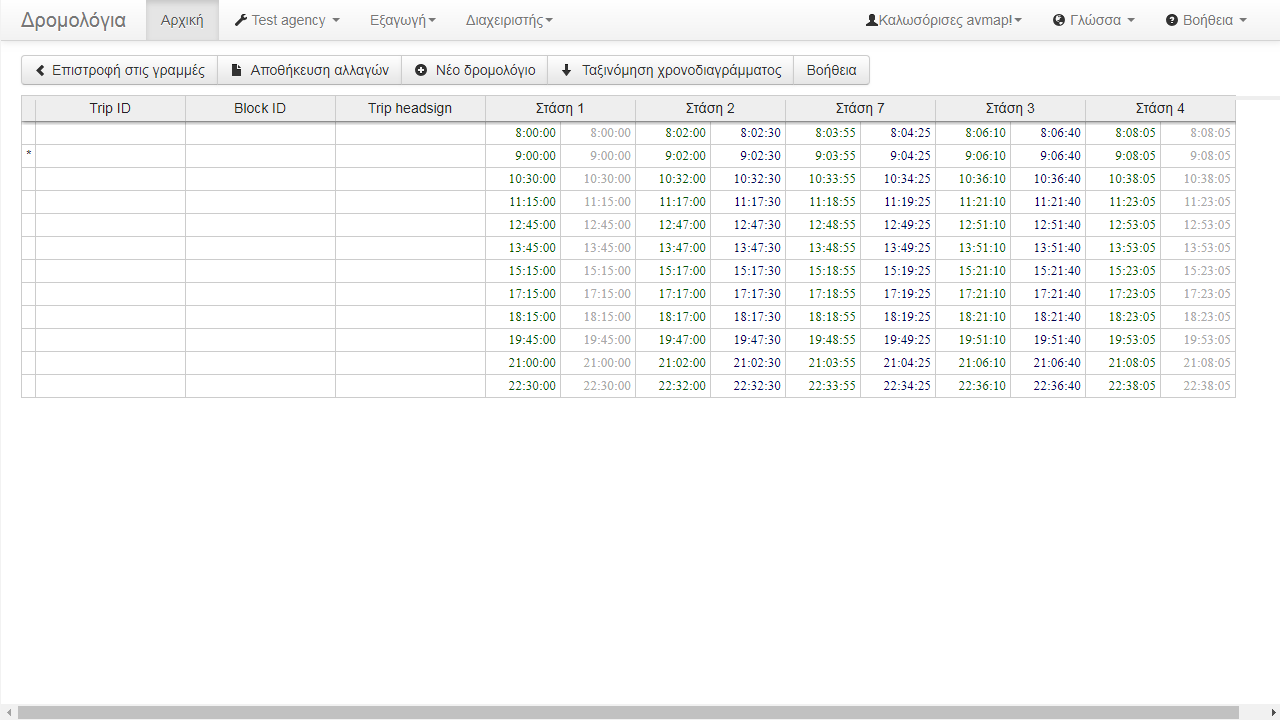 Δρομολόγια Αρχική Test agency Εξαγωγή Διαχειριστής Καλωσόρισες avmap! Γλώσσα Βοήθεια
Επιστροφή στις γραμμές Αποθήκευση αλλαγών Νέο δρομολόγιο Ταξινόμηση χρονοδιαγράμματος Βοήθεια
Trip ID Block ID Trip headsign Στάση 1 Στάση 2 Στάση 7 Στάση 3 Στάση 4
8:00:00 8:00:00 8:02:00 8:02:30 8:03:55 8:04:25 8:06:10 8:06:40 8:08:05 8:08:05
* 9:00:00 9:00:00 9:02:00 9:02:30 9:03:55 9:04:25 9:06:10 9:06:40 9:08:05 9:08:05
10:30:00 10:30:00 10:32:00 10:32:30 10:33:55 10:34:25 10:36:10 10:36:40 10:38:05 10:38:05
11:15:00 11:15:00 11:17:00 11:17:30 11:18:55 11:19:25 11:21:10 11:21:40 11:23:05 11:23:05
12:45:00 12:45:00 12:47:00 12:47:30 12:48:55 12:49:25 12:51:10 12:51:40 12:53:05 12:53:05
13:45:00 13:45:00 13:47:00 13:47:30 13:48:55 13:49:25 13:51:10 13:51:40 13:53:05 13:53:05
15:15:00 15:15:00 15:17:00 15:17:30 15:18:55 15:19:25 15:21:10 15:21:40 15:23:05 15:23:05
17:15:00 17:15:00 17:17:00 17:17:30 17:18:55 17:19:25 17:21:10 17:21:40 17:23:05 17:23:05
18:15:00 18:15:00 18:17:00 18:17:30 18:18:55 18:19:25 18:21:10 18:21:40 18:23:05 18:23:05
19:45:00 19:45:00 19:47:00 19:47:30 19:48:55 19:49:25 19:51:10 19:51:40 19:53:05 19:53:05
21:00:00 21:00:00 21:02:00 21:02:30 21:03:55 21:04:25 21:06:10 21:06:40 21:08:05 21:08:05
22:30:00 22:30:00 22:32:00 22:32:30 22:33:55 22:34:25 22:36:10 22:36:40 22:38:05 22:38:05